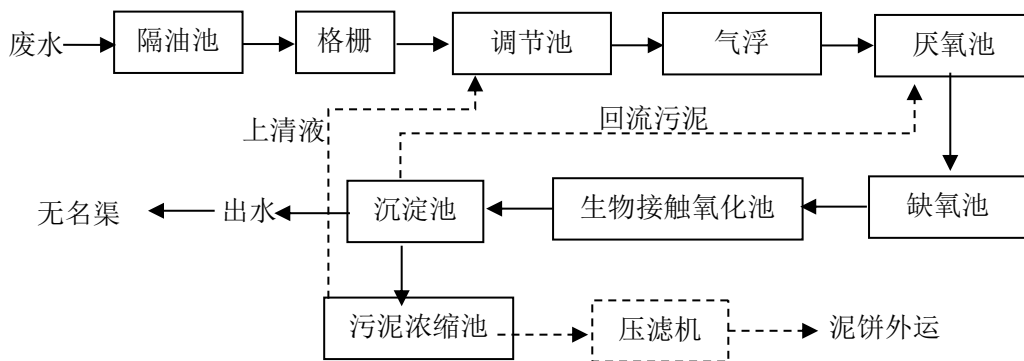 废水
隔油池
格栅
调节池
气浮
厌氧池
上清液
回流污泥
无名渠
出水
沉淀池
生物接触氧化池
缺氧池
污泥浓缩池
压滤机
泥饼外运